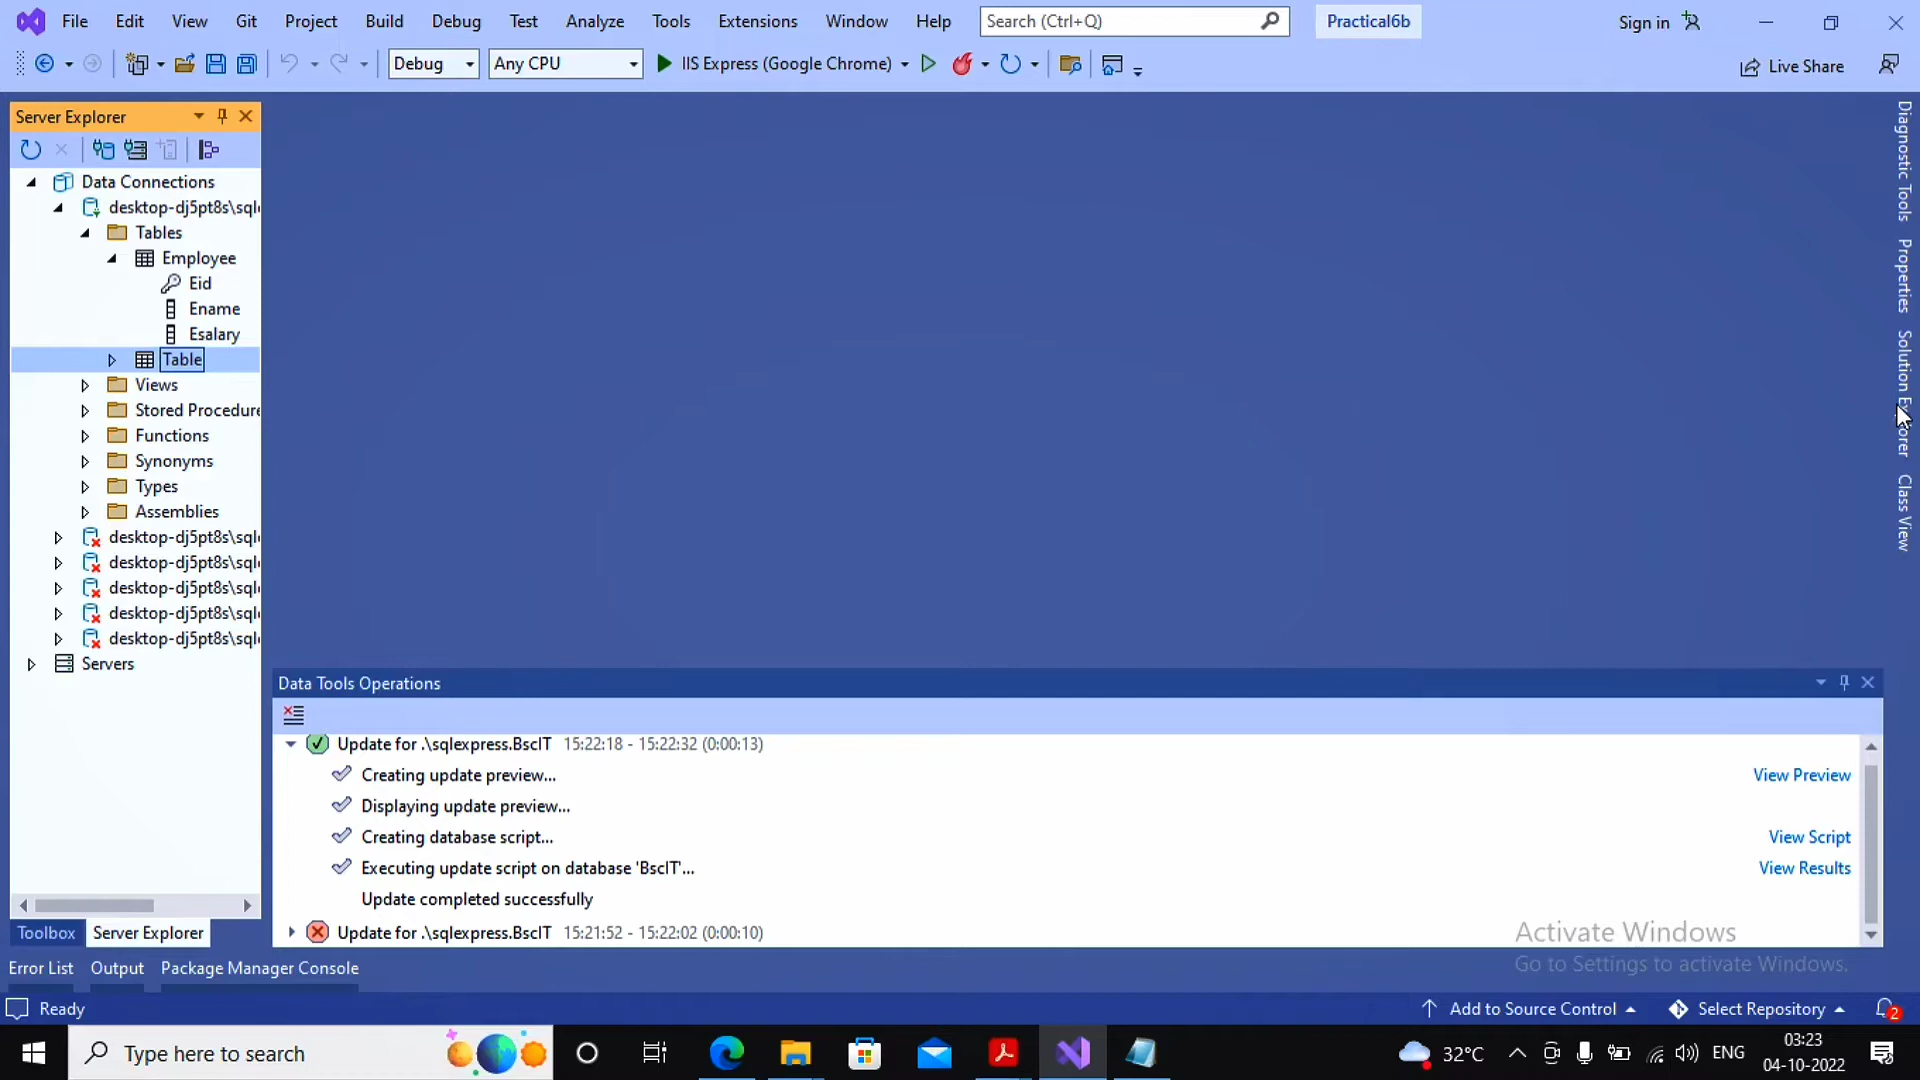 File Edit View Git Project Build Debug Test Analyze Tools Extensions Window Help Search (Ctrl+Q) Practical6b Sign in
Debug Any CPU IIS Express (Google Chrome) Live Share
Server Explorer
Data Connections
desktop-dj5pt8s\sqle
Tables
Employee
Eid
Ename
Esalary
Table
Views
Stored Procedure
Functions
Synonyms
Types
Assemblies
desktop-dj5pt8s\sqle
desktop-dj5pt8s\sqle
desktop-dj5pt8s\sqle
desktop-dj5pt8s\sqle
desktop-dj5pt8s\sqle
Servers
Toolbox Server Explorer
Diagnostic Tools
Properties
Solution Explorer
Class View
Data Tools Operations
Update for .\sqlexpress.BscIT 15:22:18 - 15:22:32 (0:00:13)
Creating update preview... View Preview
Displaying update preview...
Creating database script... View Script
Executing update script on database 'BscIT'... View Results
Update completed successfully
Update for .\sqlexpress.BscIT 15:21:52 - 15:22:02 (0:00:10)
Activate Windows
Go to Settings to activate Windows.
Error List Output Package Manager Console
Ready Add to Source Control Select Repository 2
Type here to search 32°C ENG 03:23
04-10-2022